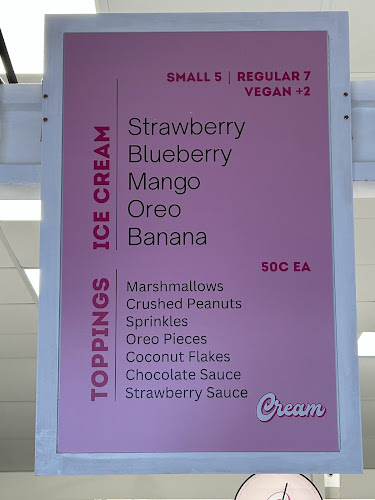 SMALL 5 | REGULAR 7
VEGAN +2
ICE CREAM
Strawberry
Blueberry
Mango
Oreo
Banana
50C EA
TOPPINGS
Marshmallows
Crushed Peanuts
Sprinkles
Oreo Pieces
Coconut Flakes
Chocolate Sauce
Strawberry Sauce
Cream